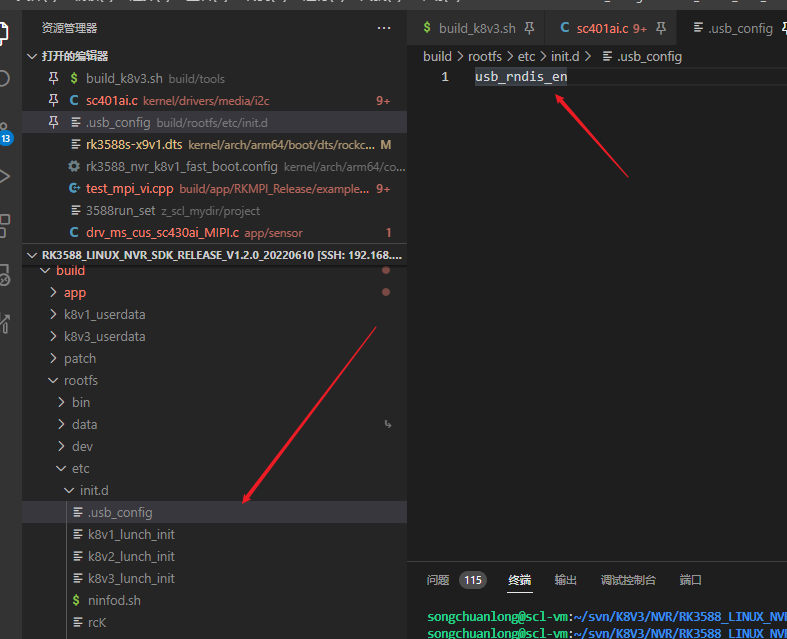 资源管理器
打开的编辑器
$ build_k8v3.sh build/tools
C sc401ai.c kernel/drivers/media/i2c 9+
.usb_config build/rootfs/etc/init.d
rk3588s-x9v1.dts kernel/arch/arm64/boot/dts/rockc... M
rk3588_nvr_k8v1_fast_boot.config kernel/arch/arm64/co...
test_mpi_vi.cpp build/app/RKMPI_Release/example... 9+
3588run_set z_scl_mydir/project
C drv_ms_cus_sc430ai_MIPI.c app/sensor 1
RK3588_LINUX_NVR_SDK_RELEASE_V1.2.0_20220610 [SSH: 192.168....
13
build
app
k8v1_userdata
k8v3_userdata
patch
rootfs
bin
data
dev
etc
init.d
.usb_config
k8v1_lunch_init
k8v2_lunch_init
k8v3_lunch_init
$ ninfod.sh
rcK
$ build_k8v3.sh
C sc401ai.c 9+
.usb_config
build > rootfs > etc > init.d > .usb_config
1 usb_rndis_en
问题 115 终端 输出 调试控制台 端口
songchuanlong@scl-vm:~/svn/K8V3/NVR/RK3588_LINUX_NV
songchuanlong@scl-vm:~/svn/K8V3/NVR/RK3588_LINUX_NV